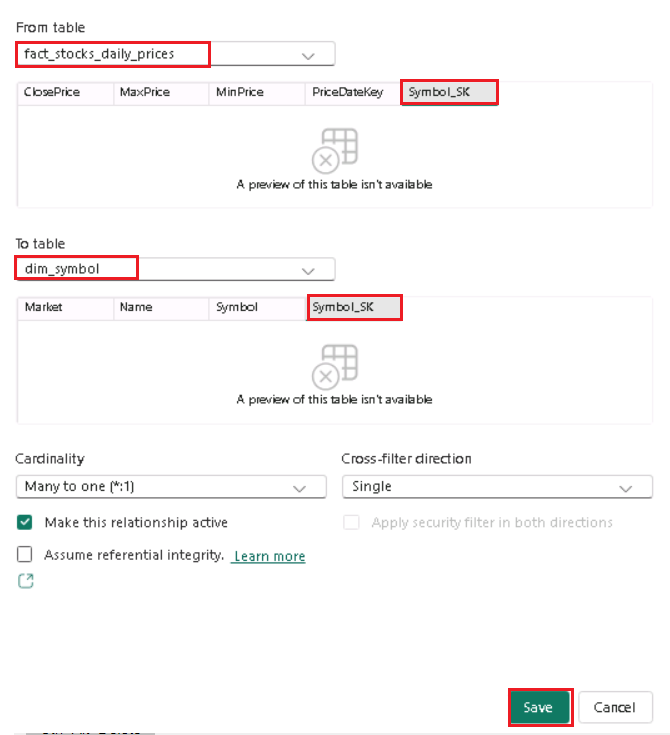 From table
fact_stocks_daily_prices
ClosePrice MaxPrice MinPrice PriceDateKey Symbol_SK
A preview of this table isn't available
To table
dim_symbol
Market Name Symbol Symbol_SK
A preview of this table isn't available
Cardinality Cross-filter direction
Many to one (*:1) Single
Make this relationship active Apply security filter in both directions
Assume referential integrity. Learn more
Save Cancel